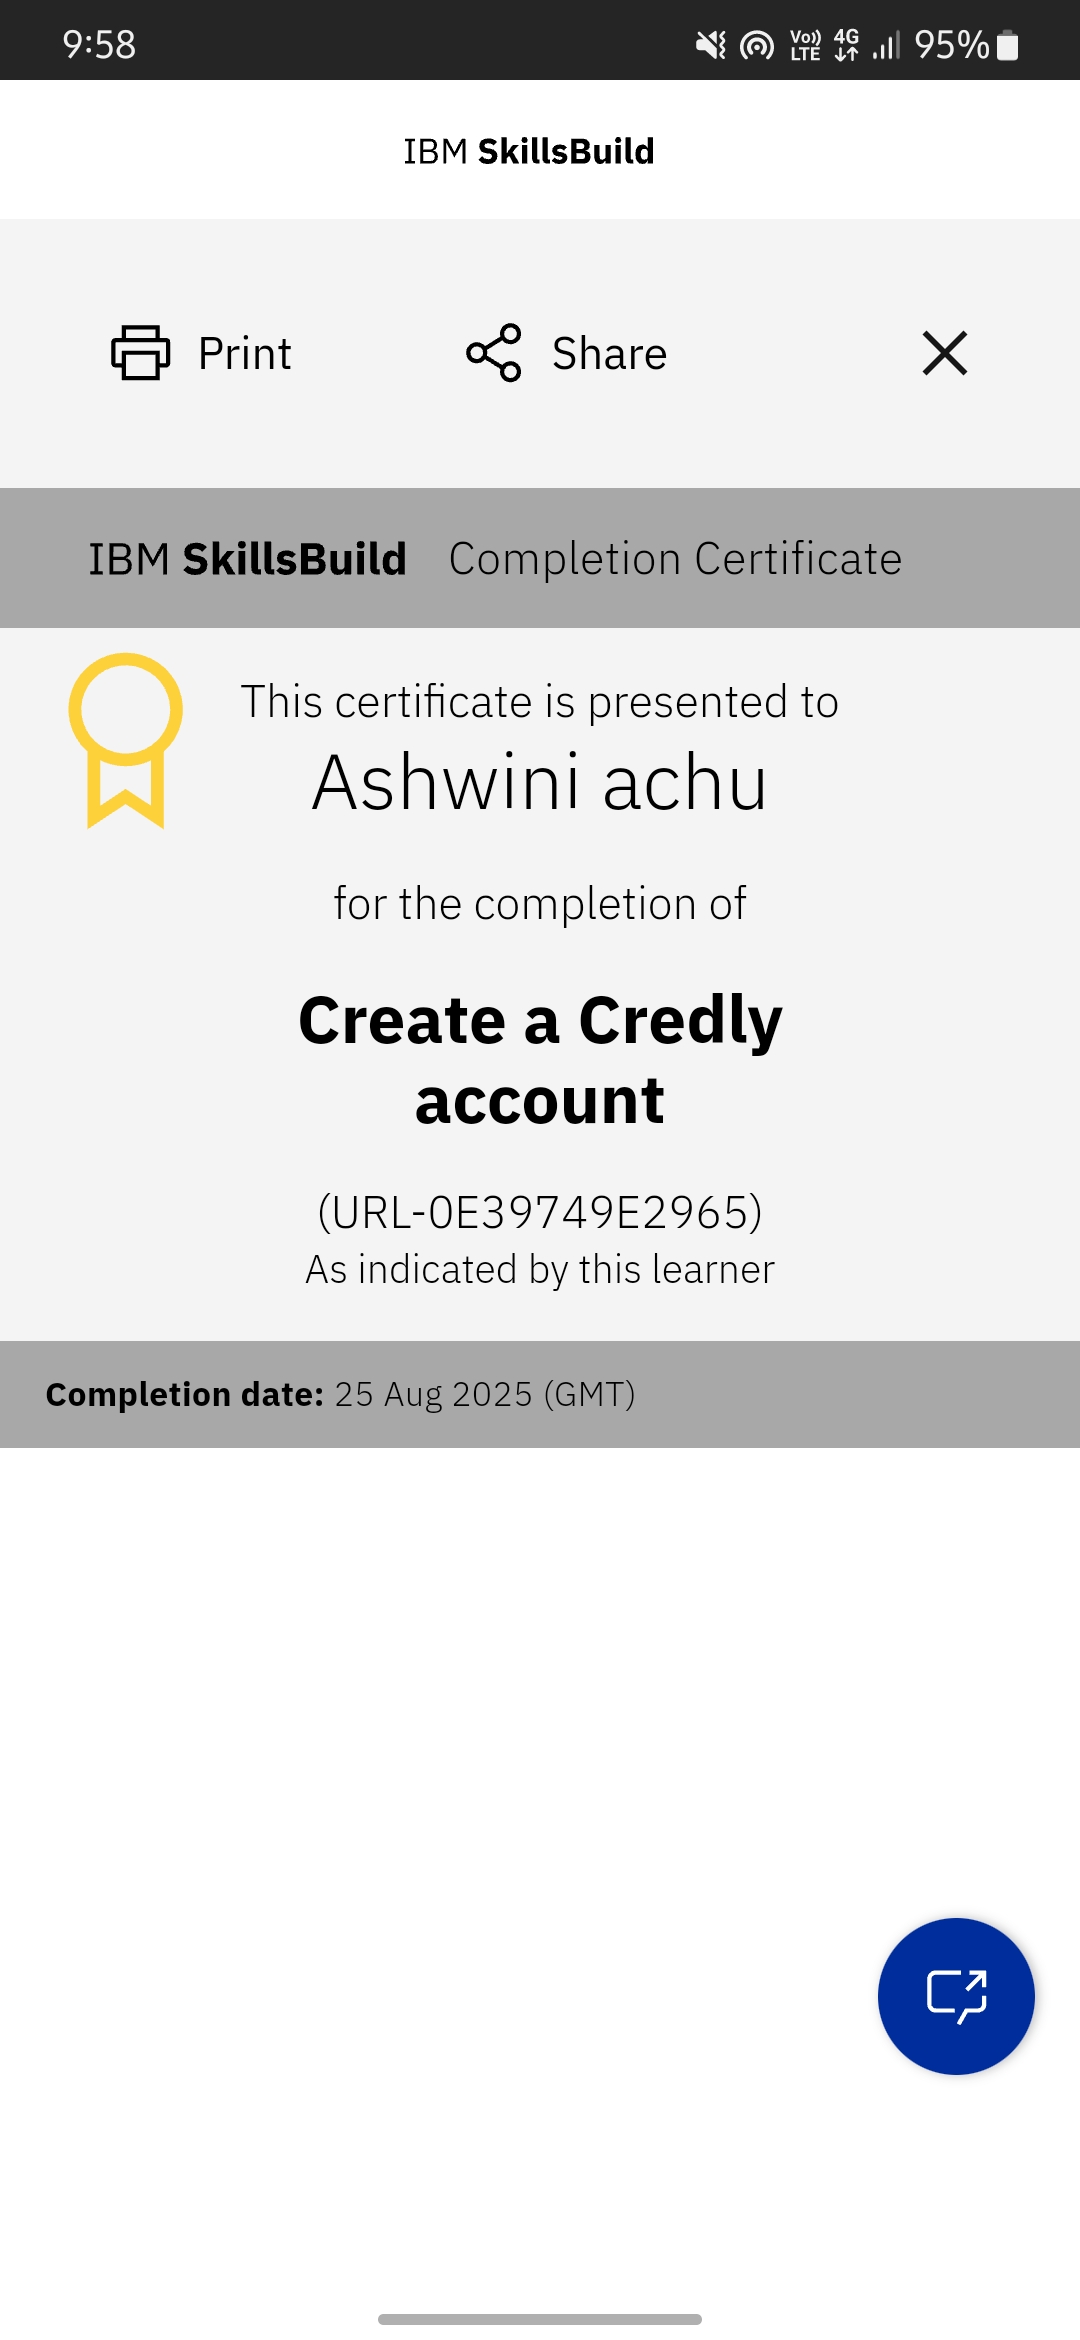 9:58 Vo)) LTE 4G 95%
IBM SkillsBuild
Print Share
IBM SkillsBuild Completion Certificate
This certificate is presented to
Ashwini achu
for the completion of
Create a Credly
account
(URL-0E39749E2965)
As indicated by this learner
Completion date: 25 Aug 2025 (GMT)